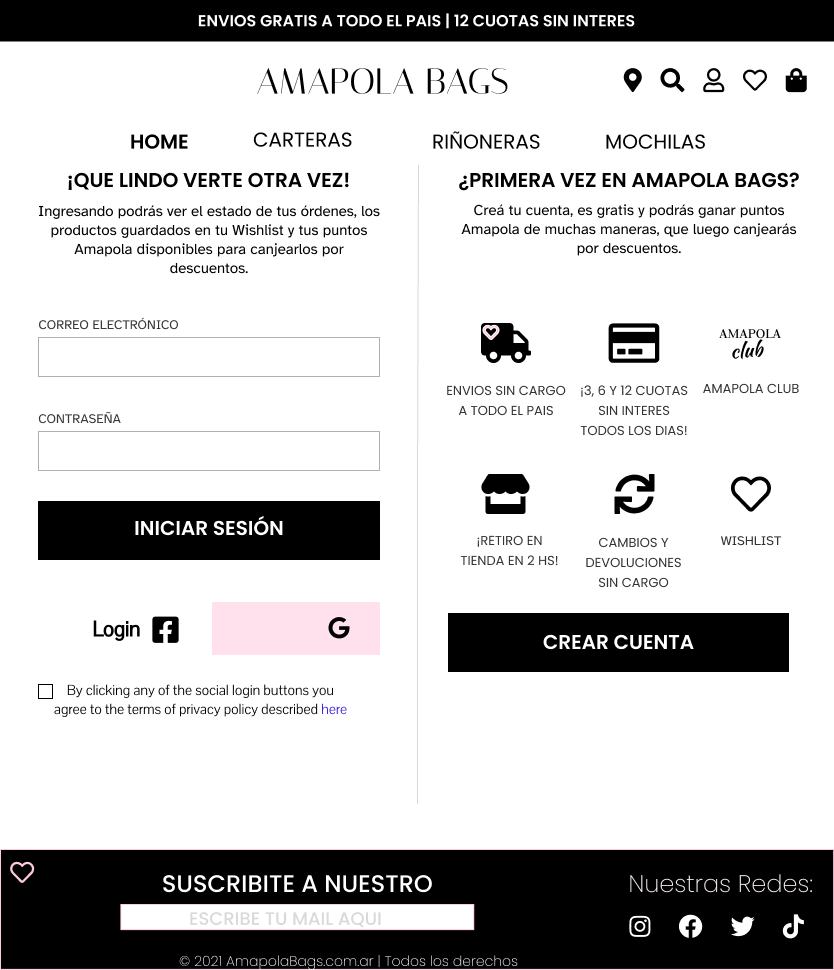 ENVIOS GRATIS A TODO EL PAIS | 12 CUOTAS SIN INTERES
AMAPOLA BAGS
HOME CARTERAS RIÑONERAS MOCHILAS
¡QUE LINDO VERTE OTRA VEZ!
Ingresando podrás ver el estado de tus órdenes, los
productos guardados en tu Wishlist y tus puntos
Amapola disponibles para canjearlos por
descuentos.
CORREO ELECTRÓNICO
CONTRASEÑA
INICIAR SESIÓN
Login
G
By clicking any of the social login buttons you
agree to the terms of privacy policy described here
¿PRIMERA VEZ EN AMAPOLA BAGS?
Creá tu cuenta, es gratis y podrás ganar puntos
Amapola de muchas maneras, que luego canjearás
por descuentos.
ENVIOS SIN CARGO
A TODO EL PAIS
¡3, 6 Y 12 CUOTAS
SIN INTERES
TODOS LOS DIAS!
AMAPOLA
club
AMAPOLA CLUB
¡RETIRO EN
TIENDA EN 2 HS!
CAMBIOS Y
DEVOLUCIONES
SIN CARGO
WISHLIST
CREAR CUENTA
SUSCRIBITE A NUESTRO
ESCRIBE TU MAIL AQUI
© 2021 AmapolaBags.com.ar | Todos los derechos
Nuestras Redes: